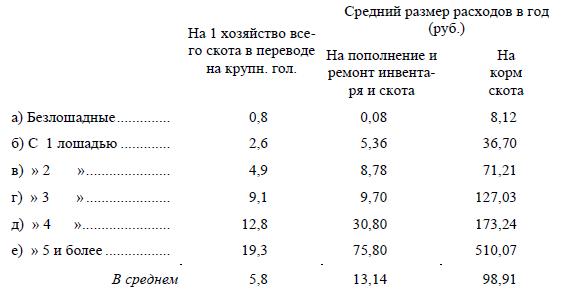 Средний размер расходов в год
(руб.)
На 1 хозяйство все-
го скота в переводе
на крупн. гол.
На пополнение и
ремонт инвента-
ря и скота
На
корм
скота
а) Безлошадные.............. 0,8 0,08 8,12
б) С 1 лошадью ............. 2,6 5,36 36,70
в) » 2 »...................... 4,9 8,78 71,21
г) » 3 »...................... 9,1 9,70 127,03
д) » 4 »...................... 12,8 30,80 173,24
е) » 5 и более ................. 19,3 75,80 510,07
В среднем . 5,8 . 13,14 . 98,91